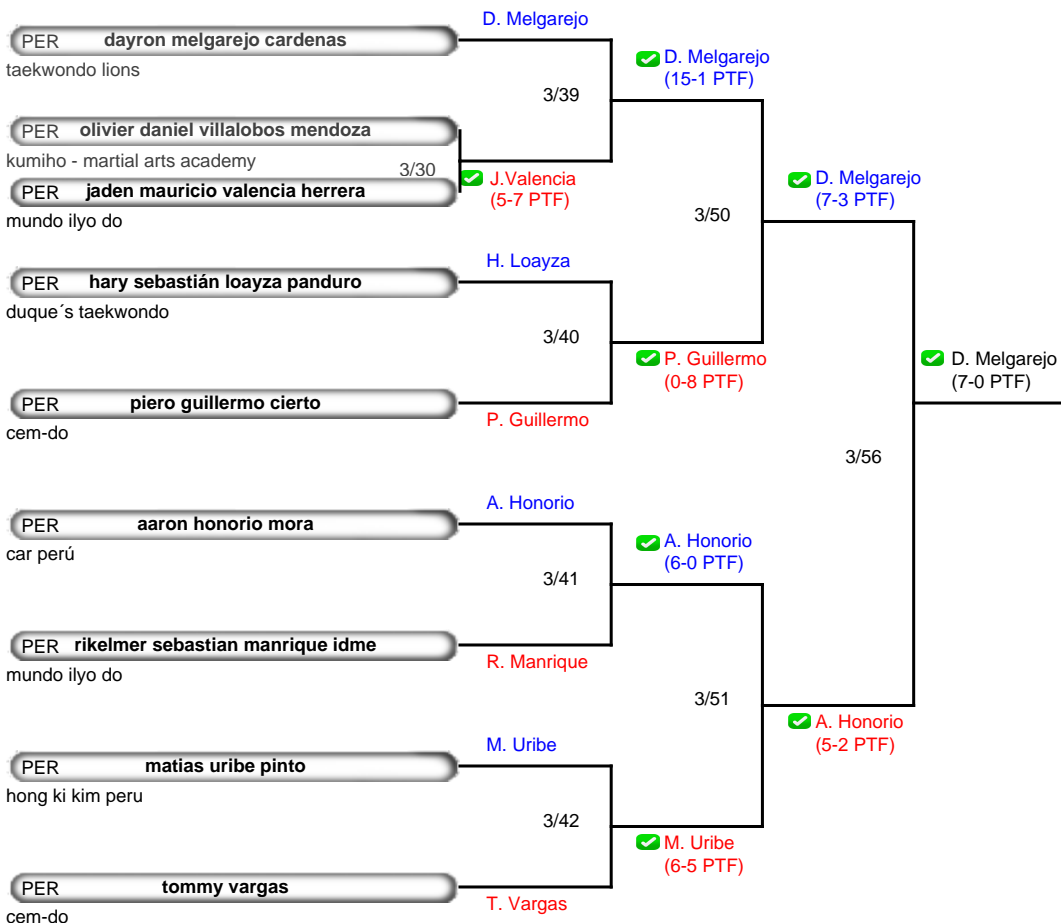 D. Melgarejo
PER dayron melgarejo cardenas
taekwondo lions
D. Melgarejo
(15-1 PTF)
3/39
PER olivier daniel villalobos mendoza
kumiho - martial arts academy
3/30
PER jaden mauricio valencia herrera
mundo ilyo do
J.Valencia
(5-7 PTF)
D. Melgarejo
(7-3 PTF)
3/50
H. Loayza
PER hary sebastián loayza panduro
duque´s taekwondo
3/40
P. Guillermo
(0-8 PTF)
D. Melgarejo
(7-0 PTF)
PER piero guillermo cierto
cem-do
P. Guillermo
3/56
A. Honorio
PER aaron honorio mora
car perú
A. Honorio
(6-0 PTF)
3/41
PER rikelmer sebastian manrique idme
mundo ilyo do
R. Manrique
3/51
A. Honorio
(5-2 PTF)
M. Uribe
PER matias uribe pinto
hong ki kim peru
3/42
M. Uribe
(6-5 PTF)
PER tommy vargas
cem-do
T. Vargas